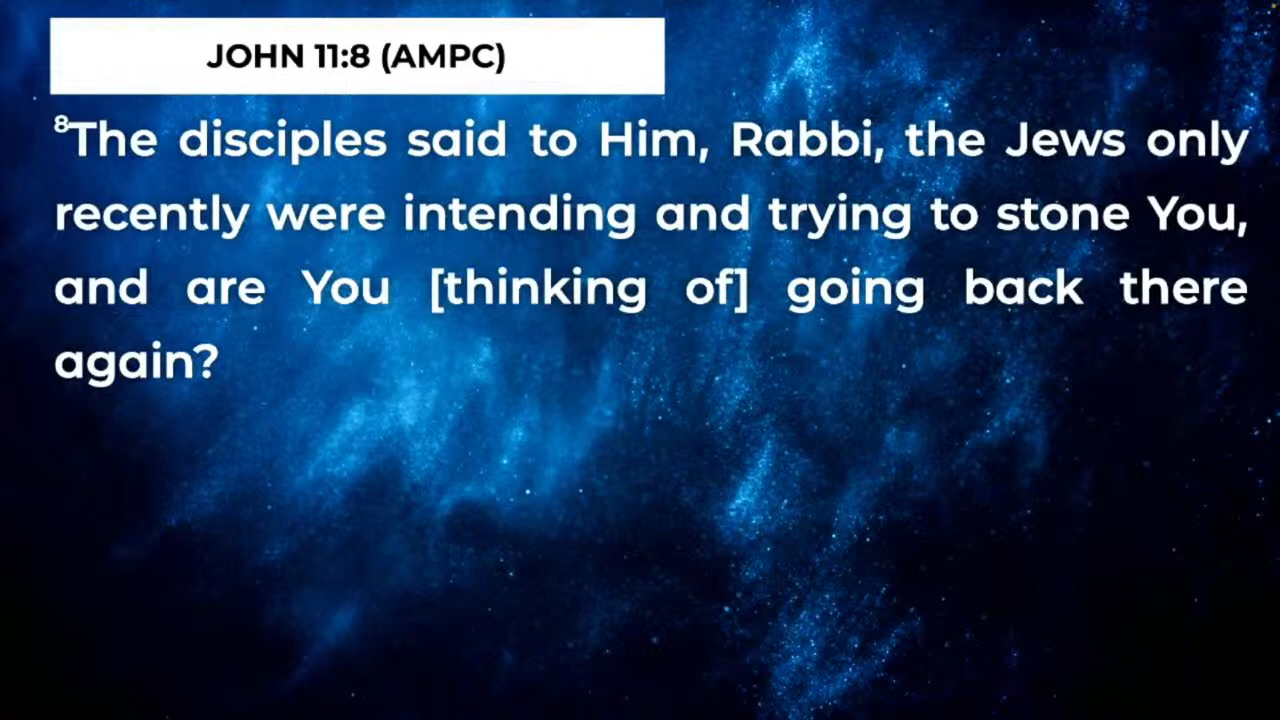 JOHN 11:8 (AMPC)
⁸The disciples said to Him, Rabbi, the Jews only
recently were intending and trying to stone You,
and are You [thinking of] going back there
again?